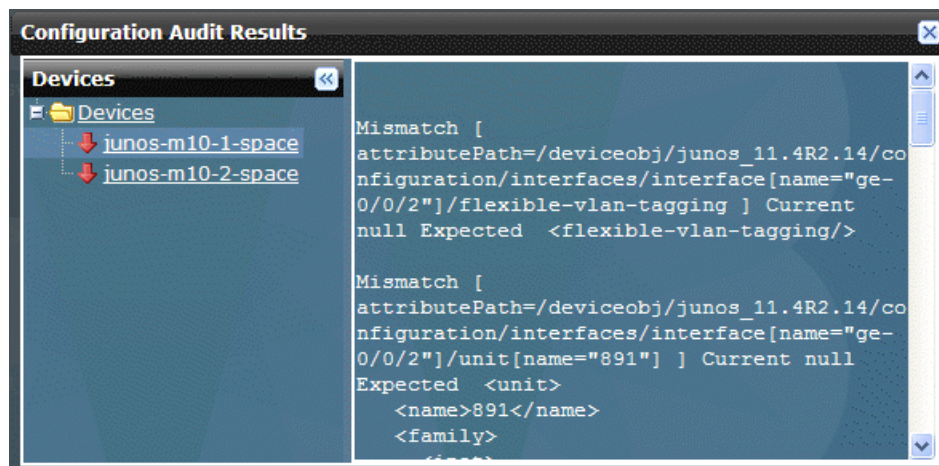 Configuration Audit Results
Devices
Devices
junos-m10-1-space
junos-m10-2-space
Mismatch [
attributePath=/deviceobj/junos_11.4R2.14/co
nfiguration/interfaces/interface[name="ge-
0/0/2"]/flexible-vlan-tagging ] Current
null Expected  <flexible-vlan-tagging/>
Mismatch [
attributePath=/deviceobj/junos_11.4R2.14/co
nfiguration/interfaces/interface[name="ge-
0/0/2"]/unit[name="891"] ] Current null
Expected  <unit>
<name>891</name>
<family>